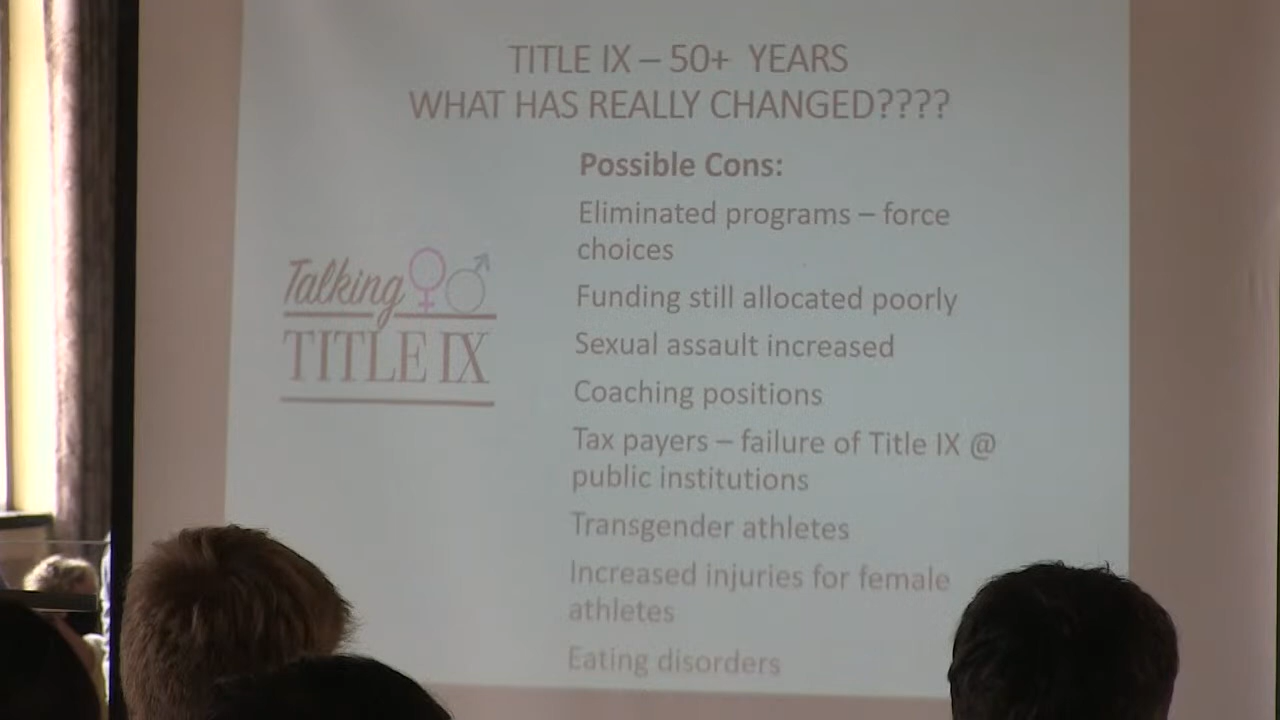 TITLE IX – 50+ YEARS
WHAT HAS REALLY CHANGED????
Possible Cons:
Eliminated programs – force
choices
Talking
TITLE IX
Funding still allocated poorly
Sexual assault increased
Coaching positions
Tax payers – failure of Title IX @
public institutions
Transgender athletes
Increased injuries for female
athletes
Eating disorders